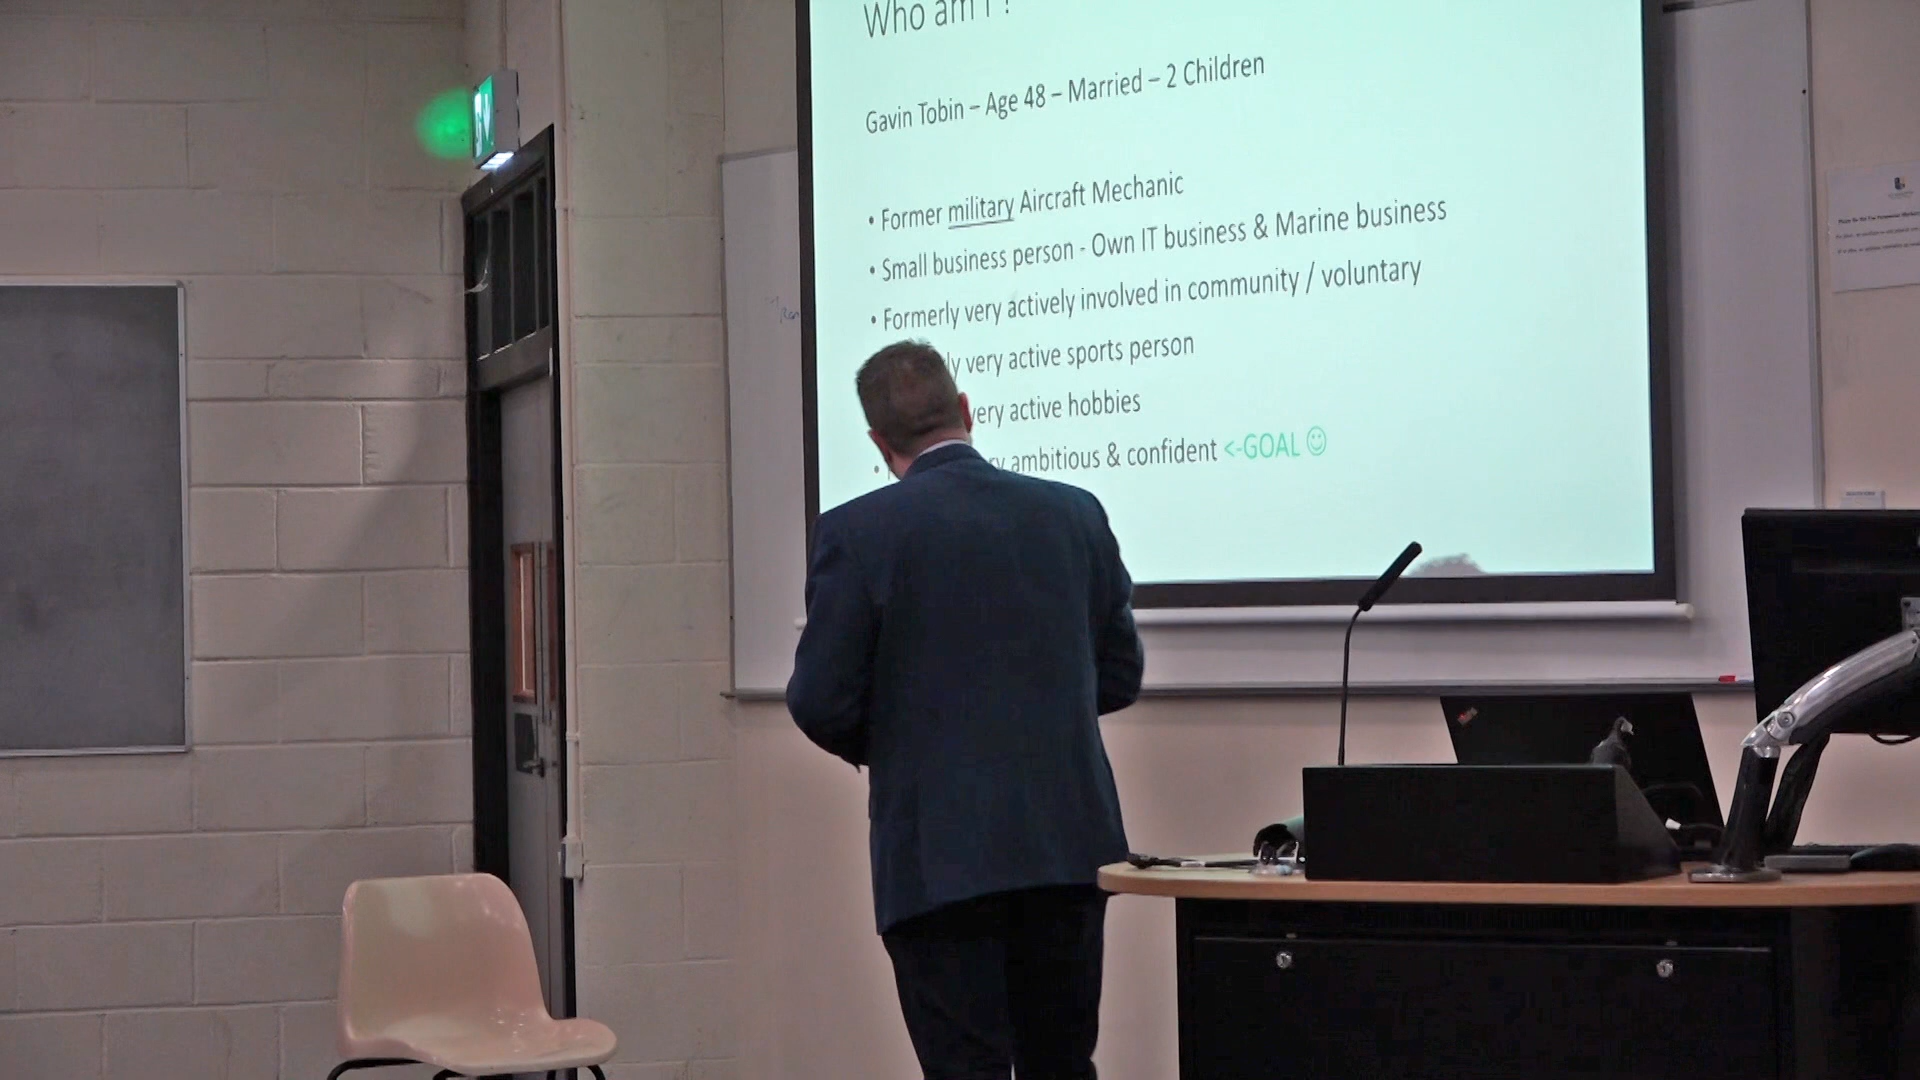 Who am I ?
Gavin Tobin – Age 48 – Married – 2 Children
• Former military Aircraft Mechanic
• Small business person - Own IT business & Marine business
• Formerly very actively involved in community / voluntary
very active sports person
very active hobbies
• ambitious & confident <-GOAL ☺